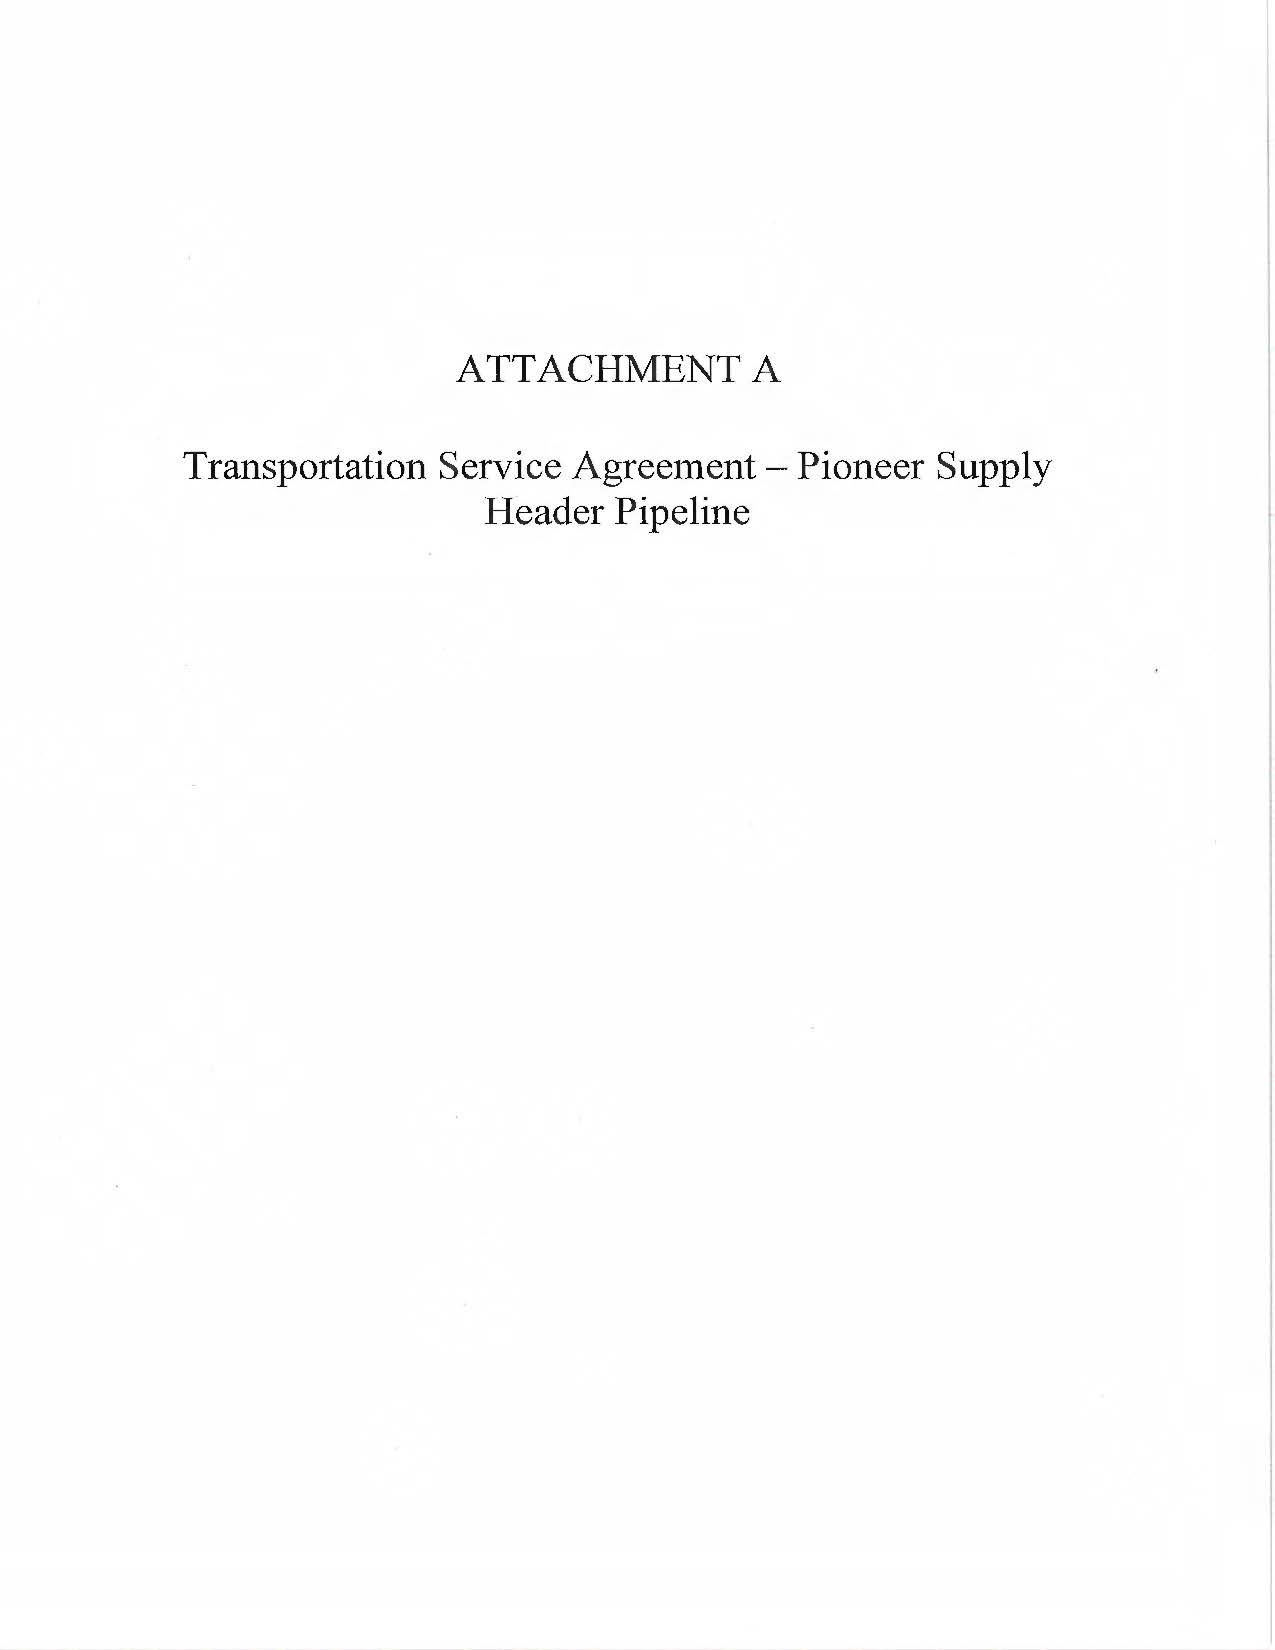 ATTACHMENT A
Transportation Service Agreement – Pioneer Supply
Header Pipeline